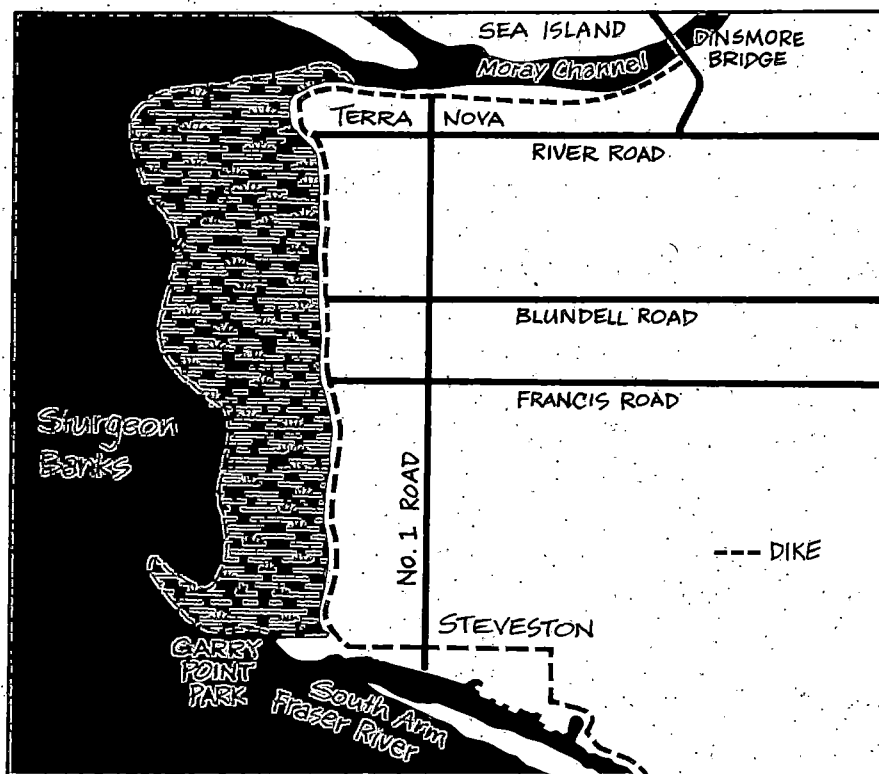 SEA ISLAND
DINSMORE
BRIDGE
Moray Channel
TERRA NOVA
RIVER ROAD
BLUNDELL ROAD
FRANCIS ROAD
Sturgeon
Banks
No. 1 ROAD
DIKE
STEVESTON
GARRY
POINT
PARK
South Arm
Fraser River